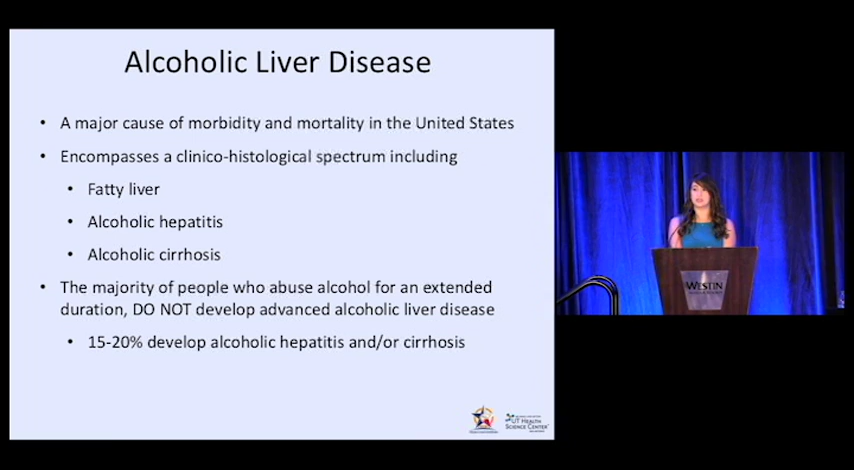 Alcoholic Liver Disease
• A major cause of morbidity and mortality in the United States
• Encompasses a clinico-histological spectrum including
• Fatty liver
• Alcoholic hepatitis
• Alcoholic cirrhosis
• The majority of people who abuse alcohol for an extended
duration, DO NOT develop advanced alcoholic liver disease
• 15-20% develop alcoholic hepatitis and/or cirrhosis
UT HEALTH
SCIENCE CENTER
WESTIN